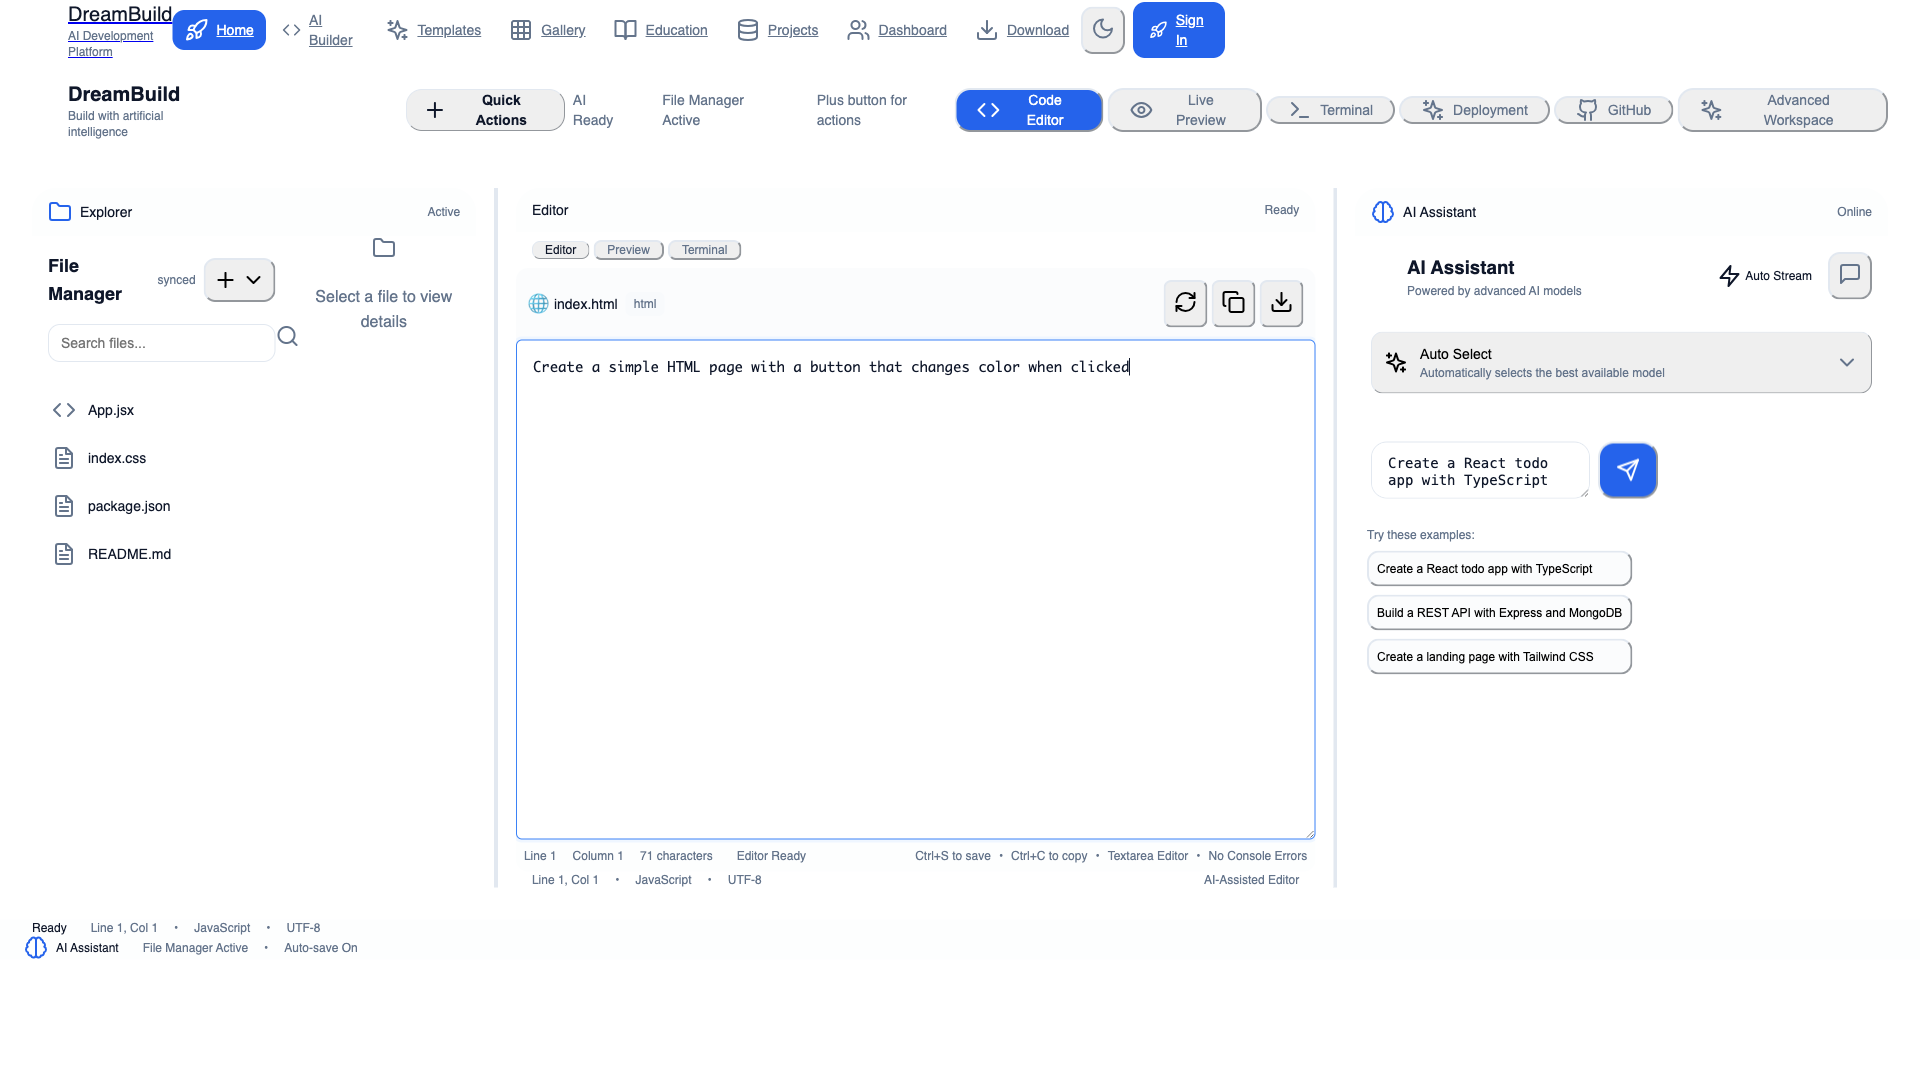 DreamBuild
AI Development
Platform
Home
AI
Builder
Templates
Gallery
Education
Projects
Dashboard
Download
Sign
In
DreamBuild
Build with artificial
intelligence
Quick
Actions
AI
Ready
File Manager
Active
Plus button for
actions
Code
Editor
Live
Preview
Terminal
Deployment
GitHub
Advanced
Workspace
Explorer
Active
File
Manager
synced
Search files...
Select a file to view
details
App.jsx
index.css
package.json
README.md
Editor
Ready
Editor
Preview
Terminal
index.html
html
Create a simple HTML page with a button that changes color when clicked
Line 1
Column 1
71 characters
Editor Ready
Ctrl+S to save • Ctrl+C to copy • Textarea Editor • No Console Errors
Line 1, Col 1 • JavaScript • UTF-8
AI-Assisted Editor
AI Assistant
Online
AI Assistant
Powered by advanced AI models
Auto Stream
Auto Select
Automatically selects the best available model
Create a React todo
app with TypeScript
Try these examples:
Create a React todo app with TypeScript
Build a REST API with Express and MongoDB
Create a landing page with Tailwind CSS
Ready
Line 1, Col 1 • JavaScript • UTF-8
AI Assistant
File Manager Active • Auto-save On